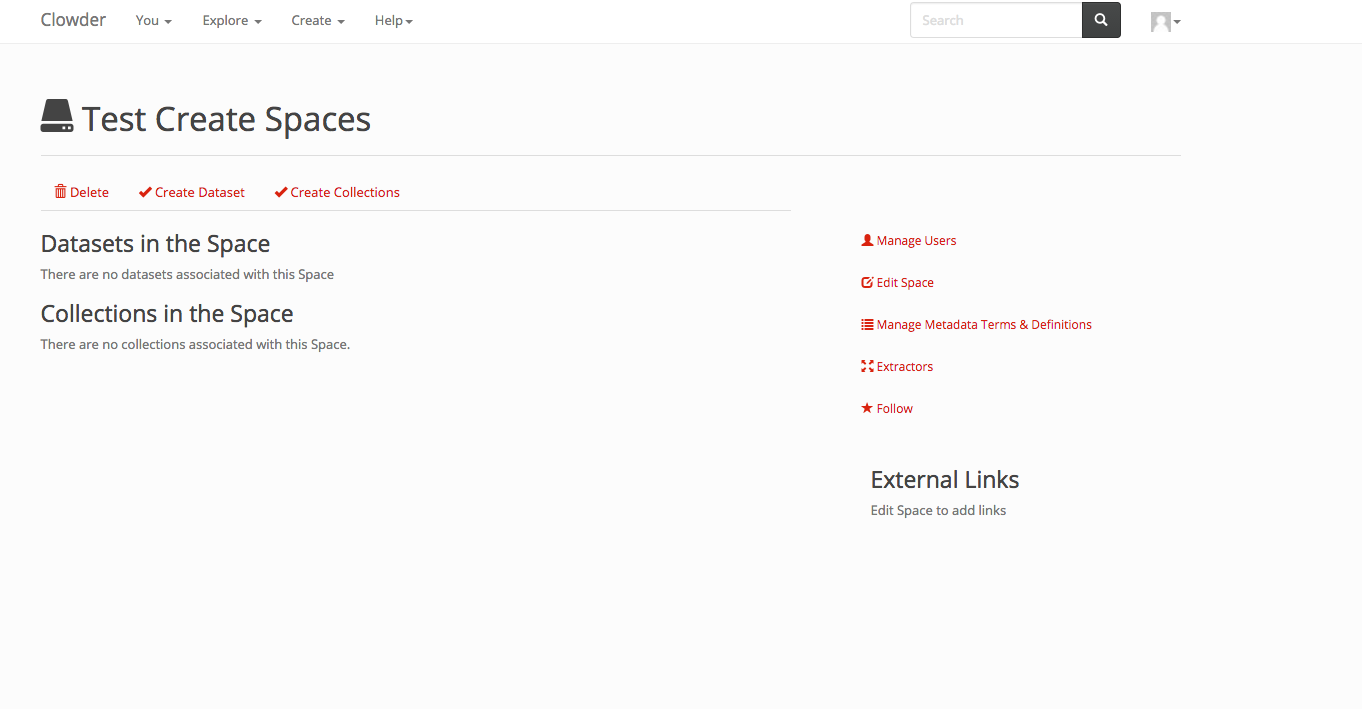 Clowder You Explore Create Help Search
Test Create Spaces
Delete Create Dataset Create Collections
Datasets in the Space
There are no datasets associated with this Space
Collections in the Space
There are no collections associated with this Space.
Manage Users
Edit Space
Manage Metadata Terms & Definitions
Extractors
Follow
External Links
Edit Space to add links